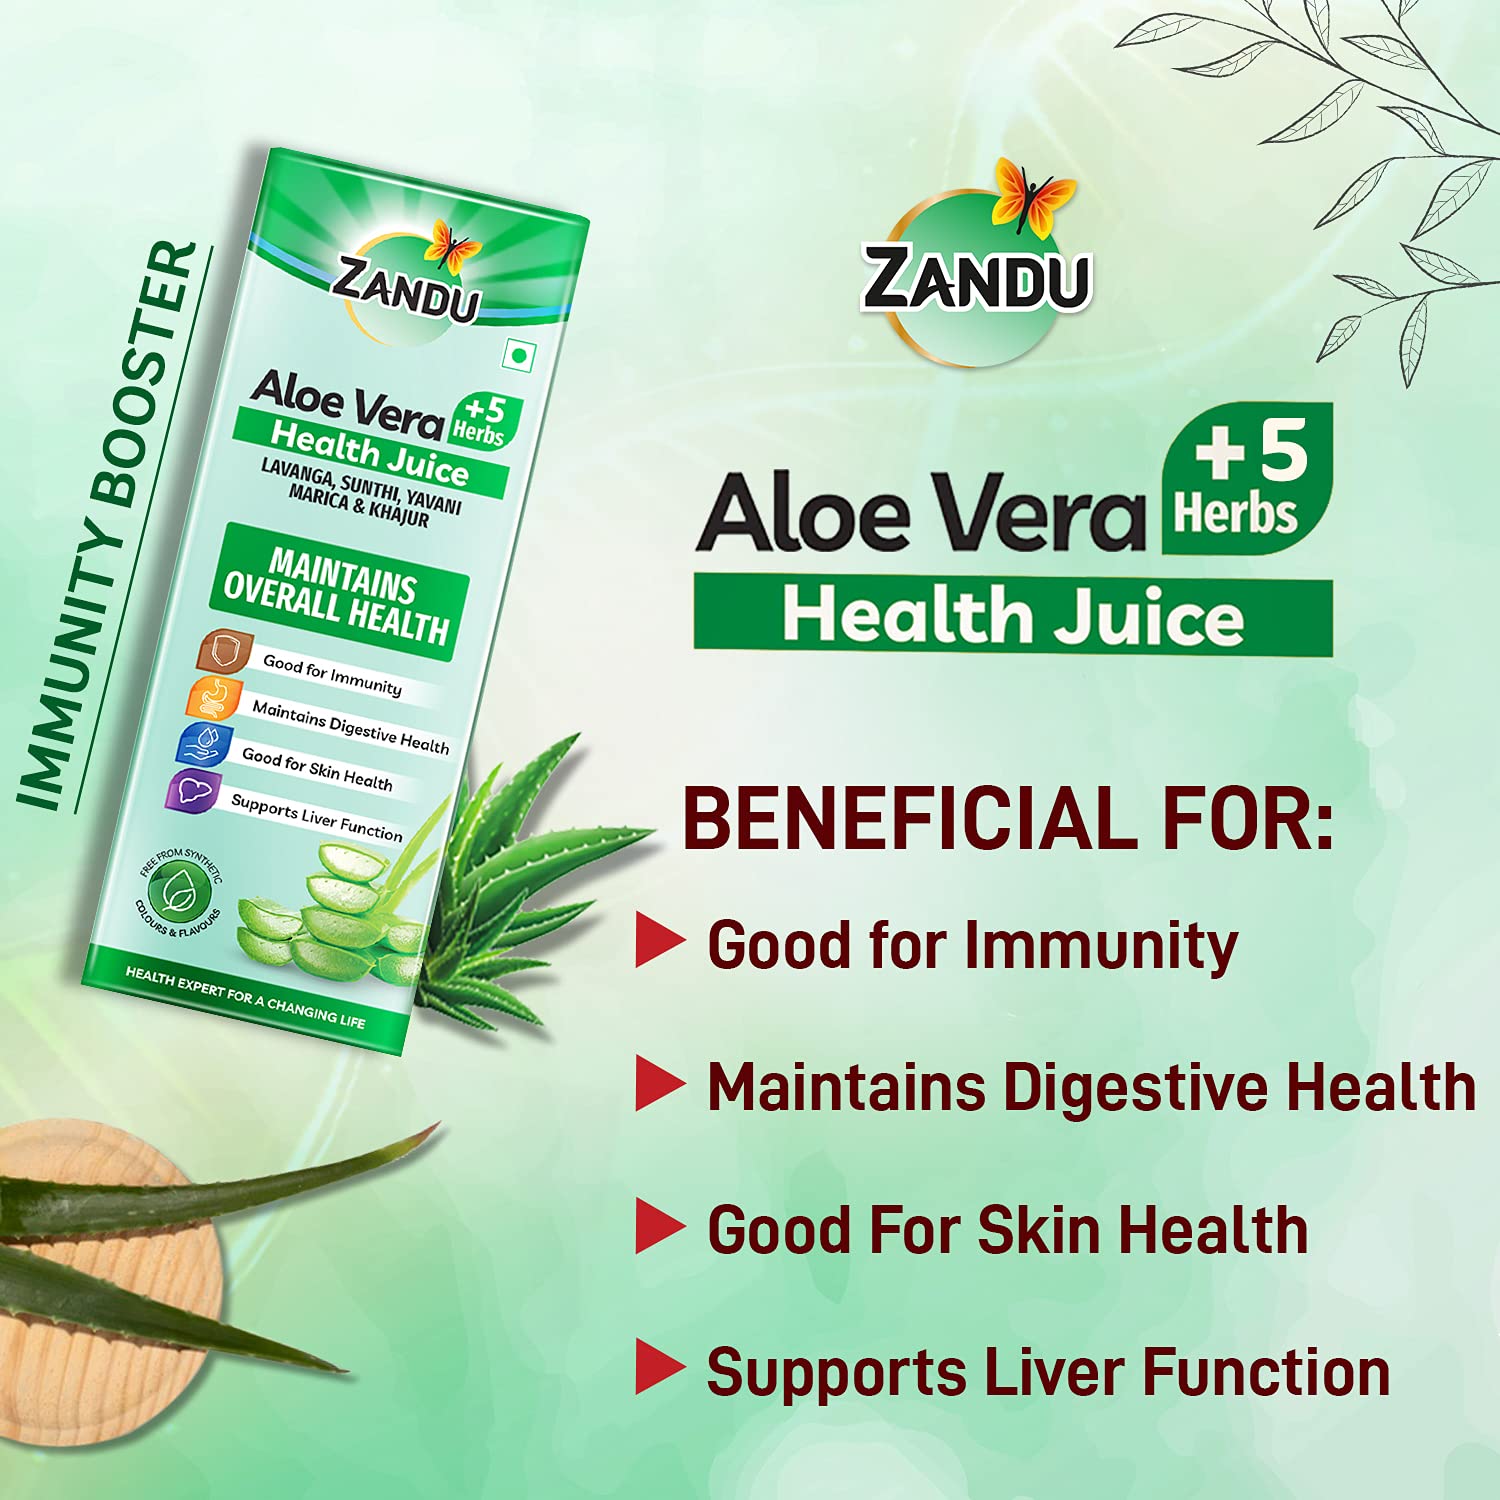 IMMUNITY BOOSTER
ZANDU
Aloe Vera +5 Herbs
Health Juice
LAVANGA, SUNTHI, YAVANI
MARICA & KHAJUR
MAINTAINS
OVERALL HEALTH
Good for Immunity
Maintains Digestive Health
Good for Skin Health
Supports Liver Function
FREE FROM SYNTHETIC
COLOURS & FLAVOURS
HEALTH EXPERT FOR A CHANGING LIFE
ZANDU
Aloe Vera +5 Herbs
Health Juice
BENEFICIAL FOR:
Good for Immunity
Maintains Digestive Health
Good For Skin Health
Supports Liver Function